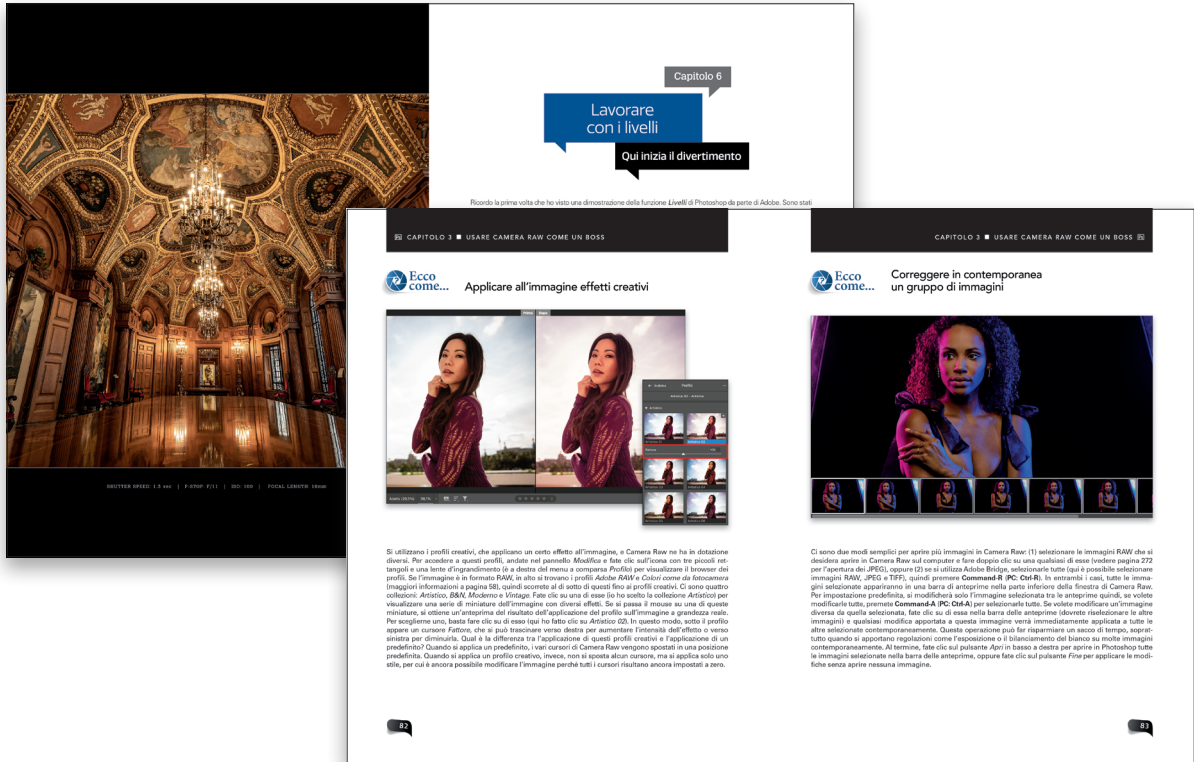 Capitolo 6
Lavorare
con i livelli
Qui inizia il divertimento
Ricordo la prima volta che ho visto una dimostrazione della funzione Livelli di Photoshop da parte di Adobe. Sono stati
SHUTTER SPEED: 1.3 sec | F-STOP: F/11 | ISO: 100 | FOCAL LENGTH: 16mm
CAPITOLO 3 ■ USARE CAMERA RAW COME UN BOSS
Ecco
come...
Applicare all'immagine effetti creativi
Prima Dopo
Profilo
Artistico 02
Si utilizzano i profili creativi, che applicano un certo effetto all'immagine, e Camera Raw ne ha in dotazione
diversi. Per accedere a questi profili, andate nel pannello Modifica e fate clic sull'icona con tre piccoli ret-
tangoli e una lente d'ingrandimento (è a destra del menu a comparsa Profilo) per visualizzare il browser dei
profili. Se l'immagine è in formato RAW, in alto si trovano i profili Adobe RAW e Colori come da fotocamera
(maggiori informazioni a pagina 58), quindi scorrete al di sotto di questi fino ai profili creativi. Ci sono quattro
collezioni: Artistico, B&N, Moderno e Vintage. Fate clic su una di esse (io ho scelto la collezione Artistico) per
visualizzare una serie di miniature dell'immagine con diversi effetti. Se si passa il mouse su una di queste
miniature, si ottiene un'anteprima del risultato dell'applicazione del profilo sull'immagine a grandezza reale.
Per sceglierne uno, basta fare clic su di esso (qui ho fatto clic su Artistico 02). In questo modo, sotto il profilo
appare un cursore Fattore, che si può trascinare verso destra per aumentare l'intensità dell'effetto o verso
sinistra per diminuirla. Qual è la differenza tra l'applicazione di questi profili creativi e l'applicazione di un
predefinito? Quando si applica un predefinito, i vari cursori di Camera Raw vengono spostati in una posizione
predefinita. Quando si applica un profilo creativo, invece, non si sposta alcun cursore, ma si applica solo uno
stile, per cui è ancora possibile modificare l'immagine perché tutti i cursori risultano ancora impostati a zero.
82
CAPITOLO 3 ■ USARE CAMERA RAW COME UN BOSS
Ecco
come...
Correggere in contemporanea
un gruppo di immagini
Ci sono due modi semplici per aprire più immagini in Camera Raw: (1) selezionare le immagini RAW che si
desidera aprire in Camera Raw sul computer e fare doppio clic su una qualsiasi di esse (vedere pagina 272
per l'apertura dei JPEG), oppure (2) se si utilizza Adobe Bridge, selezionarle tutte (qui è possibile selezionare
immagini RAW, JPEG e TIFF), quindi premere Command-R (PC: Ctrl-R). In entrambi i casi, tutte le imma-
gini selezionate appariranno in una barra di anteprime nella parte inferiore della finestra di Camera Raw.
Per impostazione predefinita, si modificherà solo l'immagine selezionata tra le anteprime quindi, se volete
modificarle tutte, premete Command-A (PC: Ctrl-A) per selezionarle tutte. Se volete modificare un'immagine
diversa da quella selezionata, fate clic su di essa nella barra delle anteprime (dovrete riselezionare le altre
immagini) e qualsiasi modifica apportata a questa immagine verrà immediatamente applicata a tutte le
altre selezionate contemporaneamente. Questa operazione può far risparmiare un sacco di tempo, soprat-
tutto quando si apportano regolazioni come l'esposizione o il bilanciamento del bianco su molte immagini
contemporaneamente. Al termine, fate clic sul pulsante Apri in basso a destra per aprire in Photoshop tutte
le immagini selezionate nella barra delle anteprime, oppure fate clic sul pulsante Fine per applicare le modi-
fiche senza aprire nessuna immagine.
83